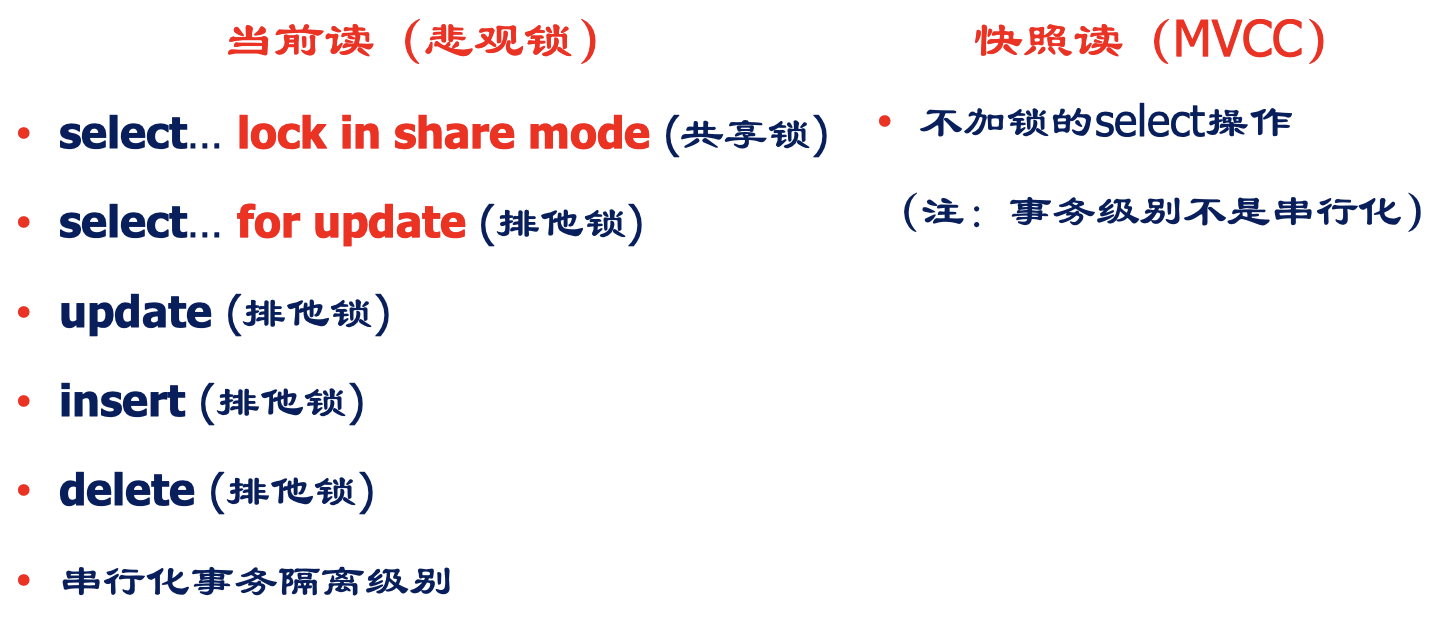 当前读（悲观锁）
• select... lock in share mode (共享锁)
• select... for update (排他锁)
• update (排他锁)
• insert (排他锁)
• delete (排他锁)
• 串行化事务隔离级别
快照读（MVCC）
• 不加锁的select操作
（注：事务级别不是串行化）